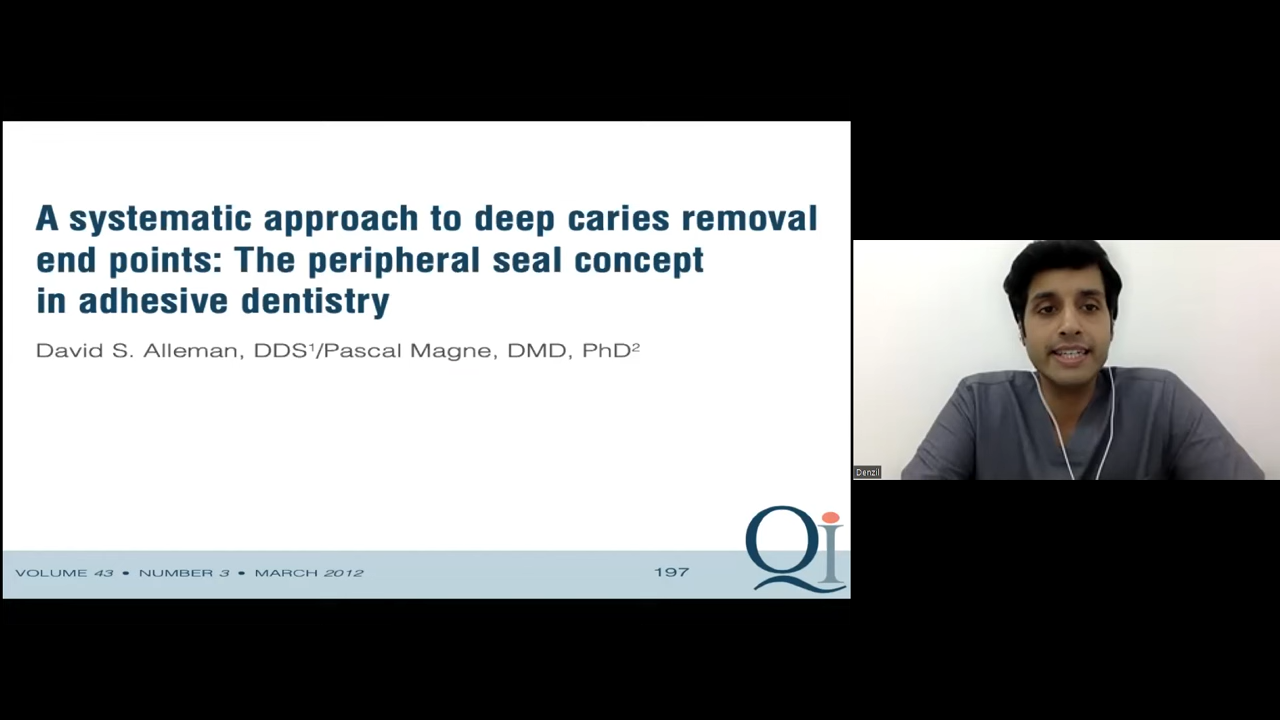 A systematic approach to deep caries removal
end points: The peripheral seal concept
in adhesive dentistry
David S. Alleman, DDS¹/Pascal Magne, DMD, PhD²
VOLUME 43 • NUMBER 3 • MARCH 2012
197
Qi
Denzil